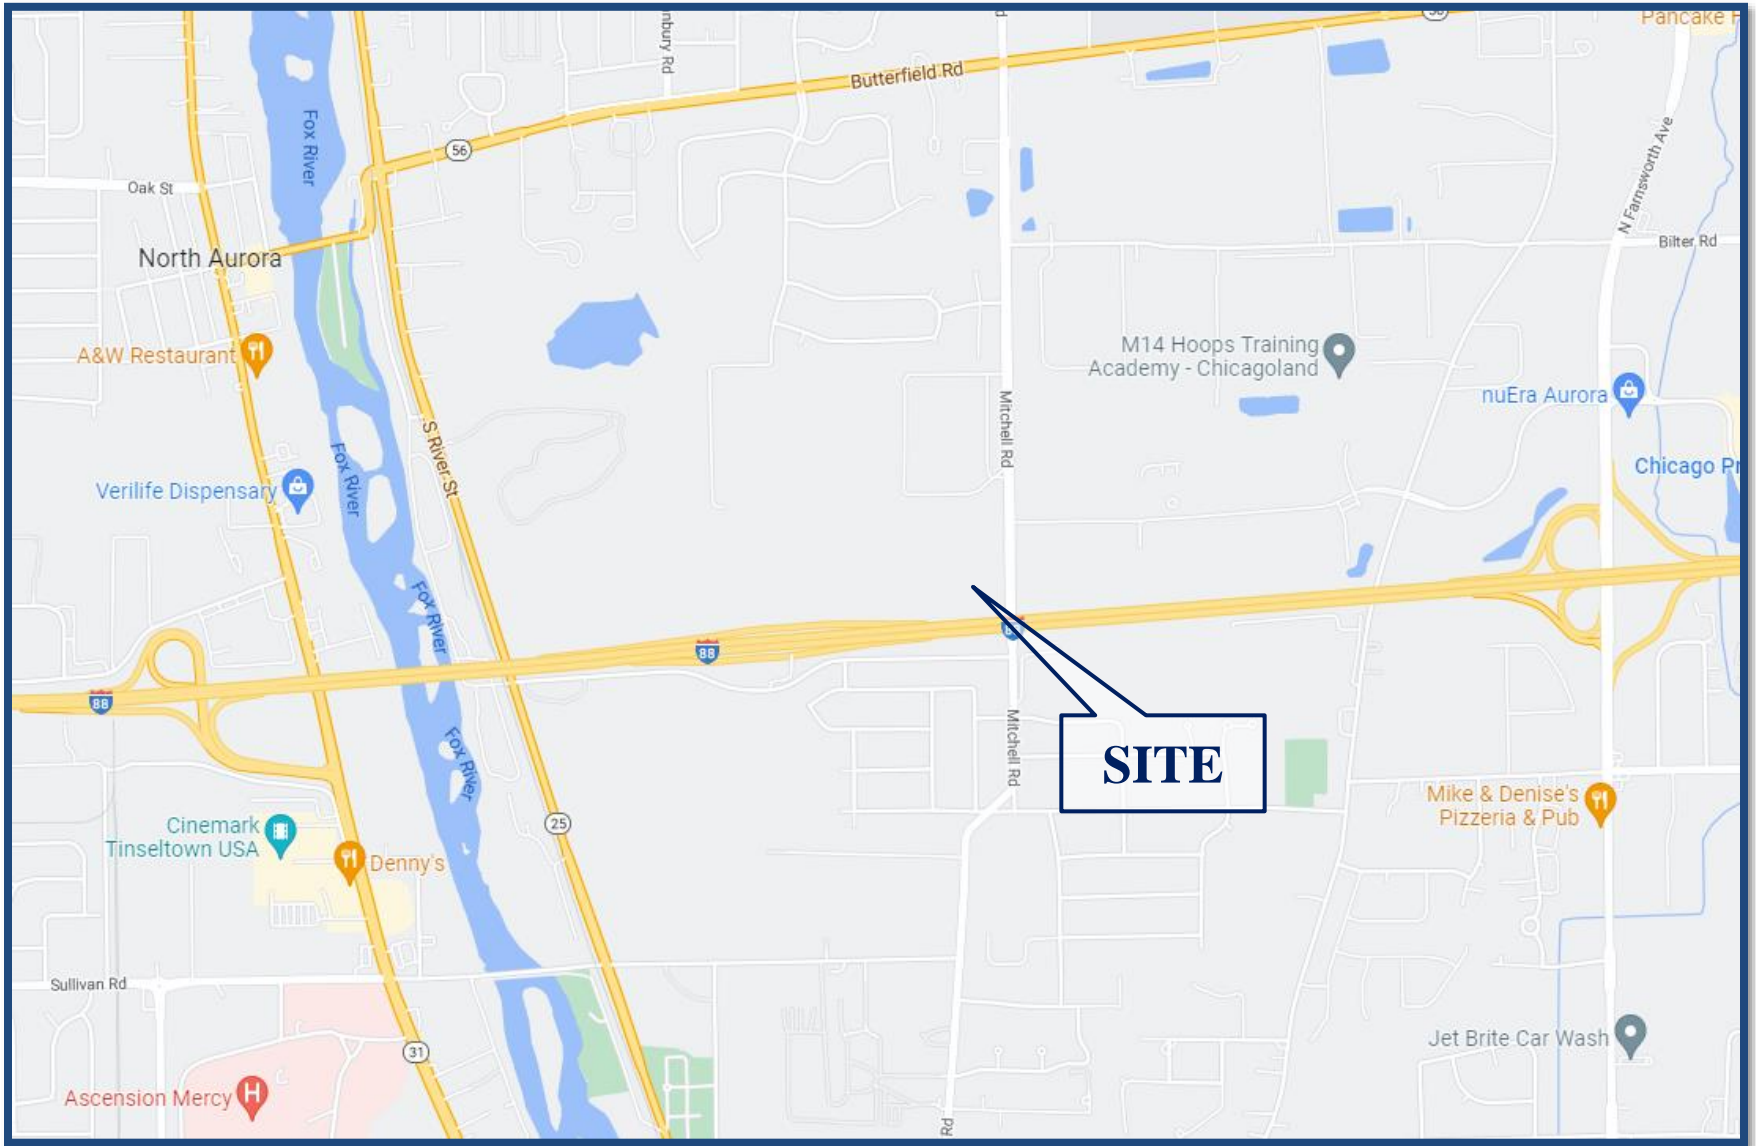 Pancake
Butterfield Rd
56
Fox River
Oak St
N Farnsworth Ave
North Aurora
Bilter Rd
A&W Restaurant
M14 Hoops Training
Academy - Chicagoland
nuEra Aurora
Mitchell Rd
S River St
Fox River
Verilife Dispensary
Chicago
Fox River
88
88
Fox River
Mitchell Rd
SITE
Mike & Denise's
Pizzeria & Pub
25
Cinemark
Tinseltown USA
Denny's
Sullivan Rd
Jet Brite Car Wash
31
Ascension Mercy
H
Rd